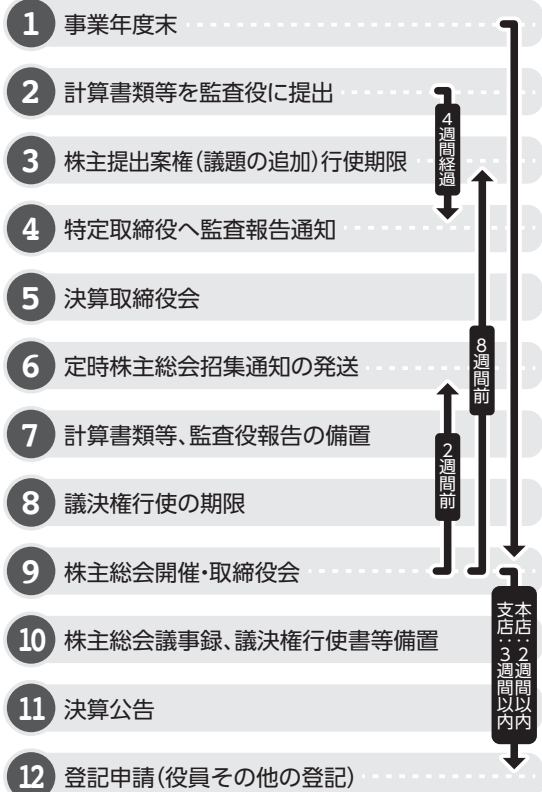 1 事業年度末
2 計算書類等を監査役に提出
4週間経過
3 株主提出案権(議題の追加)行使期限
4 特定取締役へ監査報告通知
5 決算取締役会
8週間前
6 定時株主総会招集通知の発送
7 計算書類等、監査役報告の備置
2週間前
8 議決権行使の期限
9 株主総会開催・取締役会
本店:2週間以内
支店:3週間以内
10 株主総会議事録、議決権行使書等備置
11 決算公告
12 登記申請(役員その他の登記)